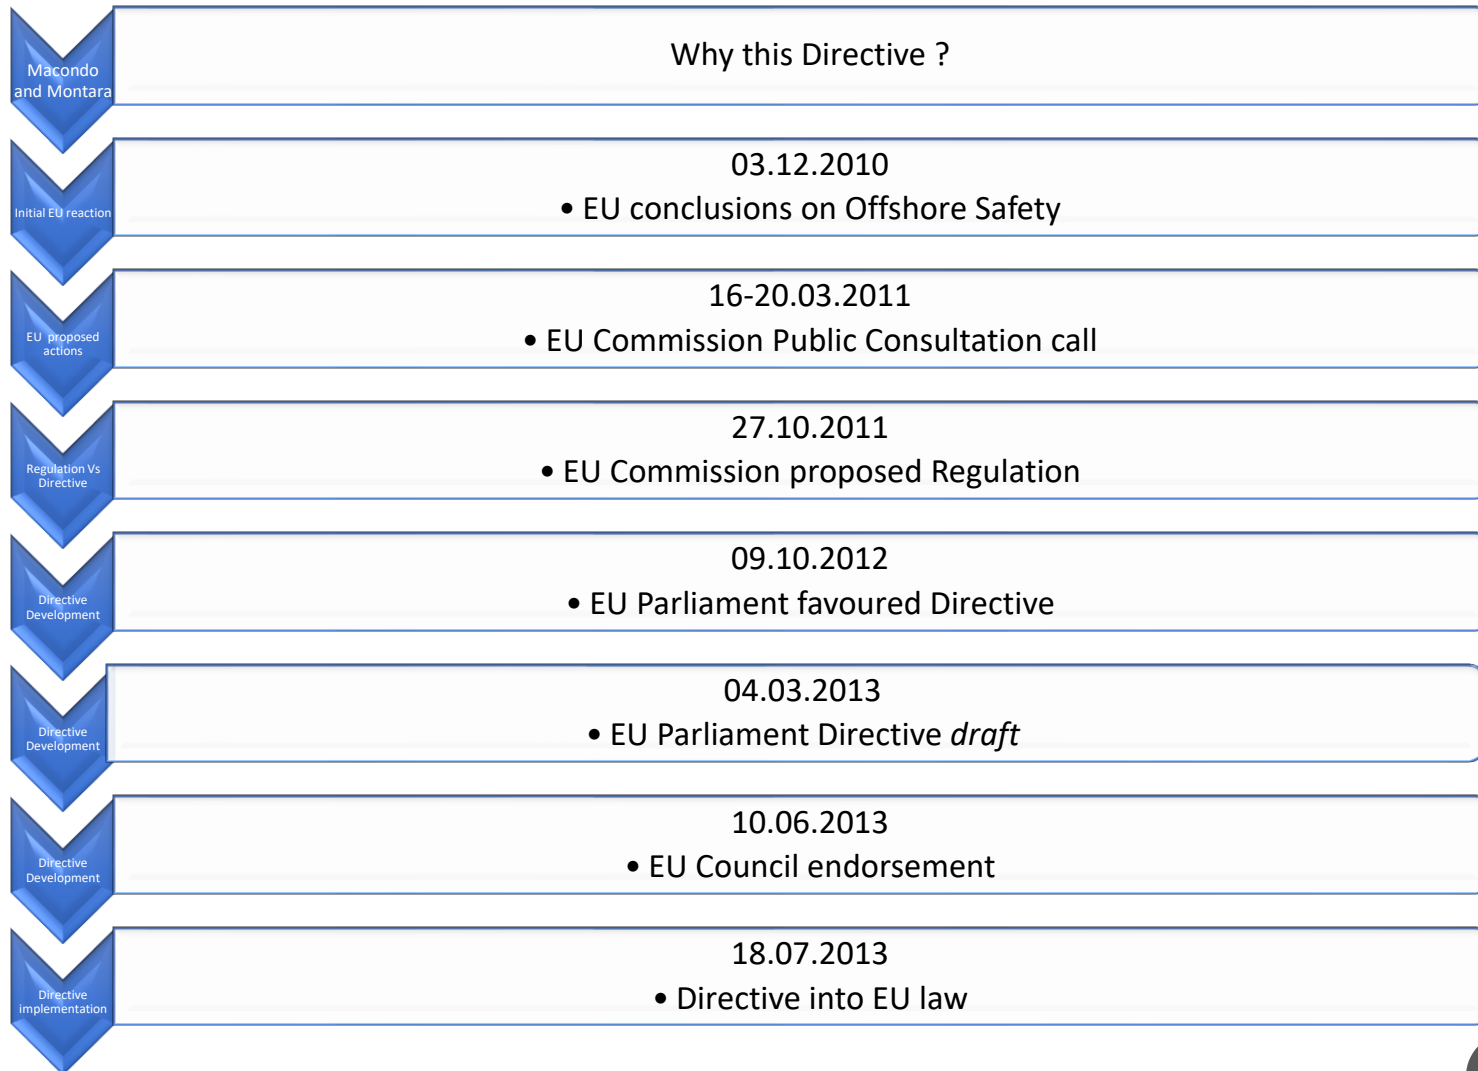 Macondo
and Montara
Why this Directive ?
Initial EU reaction
03.12.2010
• EU conclusions on Offshore Safety
EU proposed
actions
16-20.03.2011
• EU Commission Public Consultation call
Regulation Vs
Directive
27.10.2011
• EU Commission proposed Regulation
Directive
Development
09.10.2012
• EU Parliament favoured Directive
Directive
Development
04.03.2013
• EU Parliament Directive draft
Directive
Development
10.06.2013
• EU Council endorsement
Directive
implementation
18.07.2013
• Directive into EU law